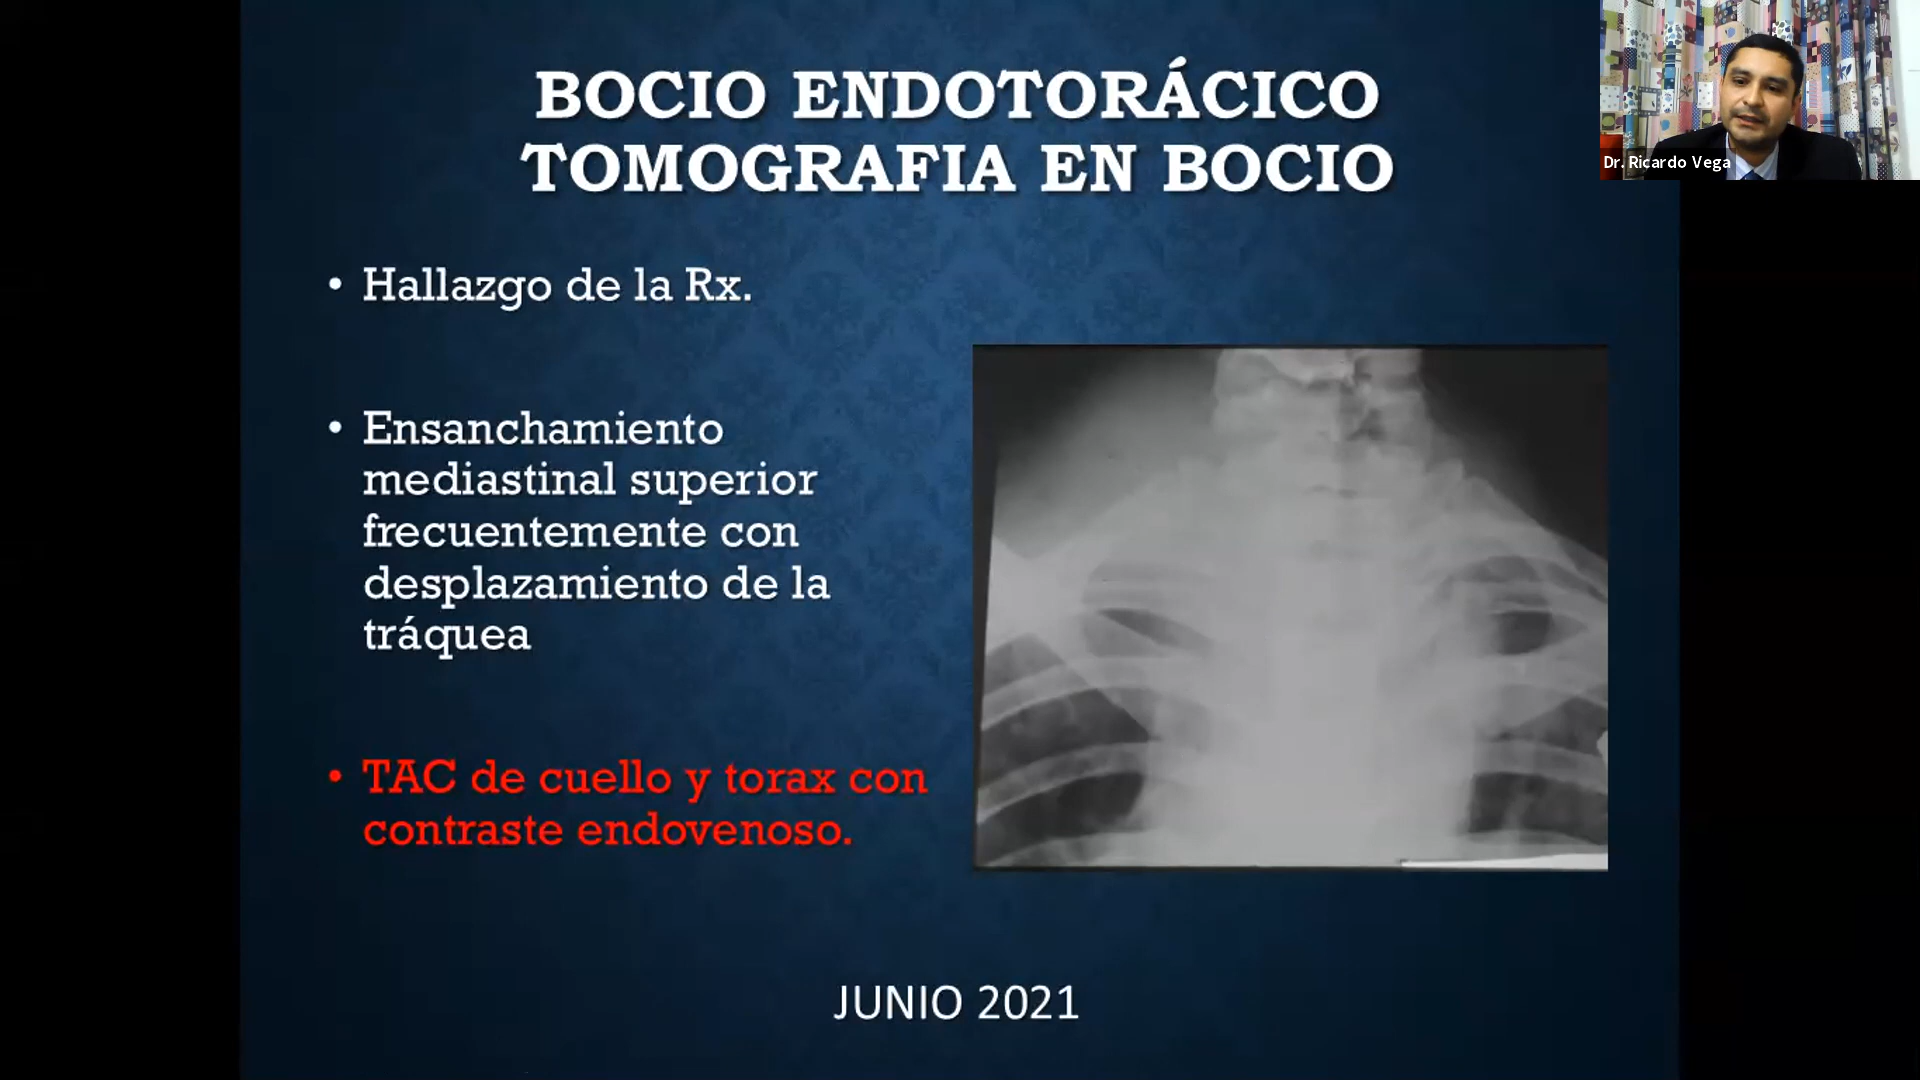 BOCIO ENDOTORÁCICO
TOMOGRAFIA EN BOCIO
Dr. Ricardo Vega
• Hallazgo de la Rx.
• Ensanchamiento
mediastinal superior
frecuentemente con
desplazamiento de la
tráquea
• TAC de cuello y torax con
contraste endovenoso.
JUNIO 2021